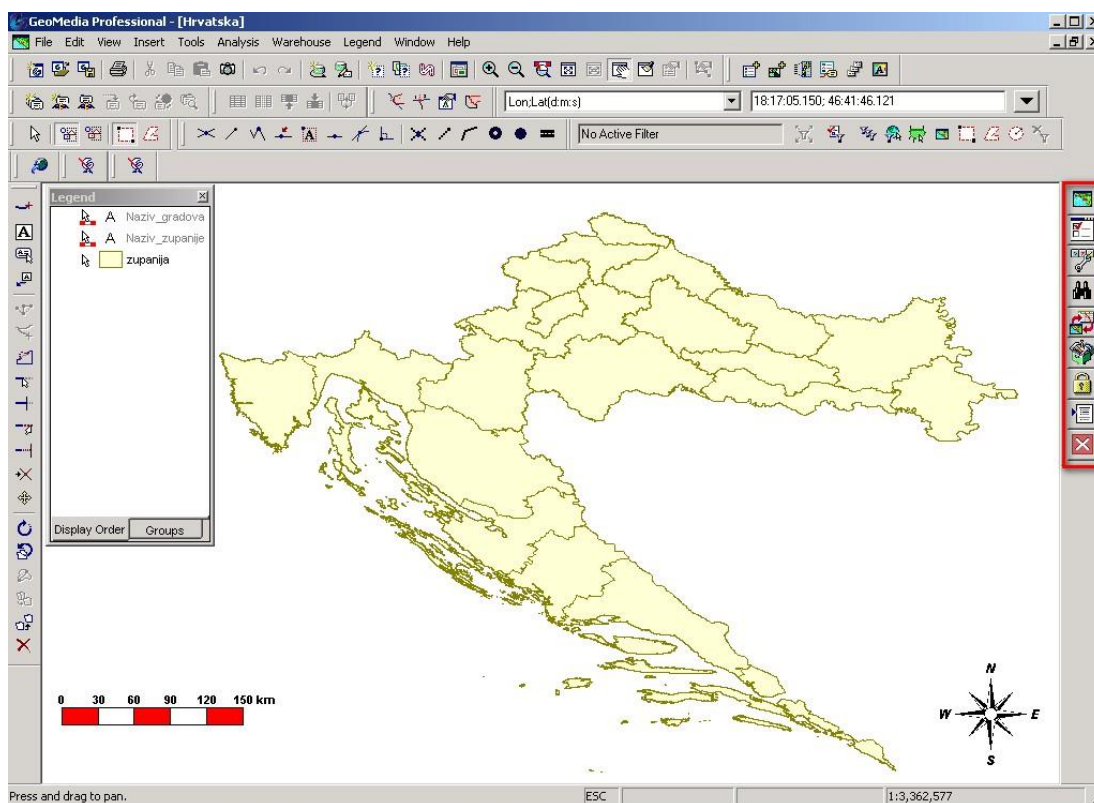 GeoMedia Professional - [Hrvatska]
File Edit View Insert Tools Analysis Warehouse Legend Window Help
Lon;Lat(d:m:s) 18:17:05.150; 46:41:46.121
No Active Filter
Legend
A Naziv_gradova
A Naziv_zupanije
zupanija
Display Order Groups
0 30 60 90 120 150 km
N
W E
S
Press and drag to pan. ESC 1:3,362,577